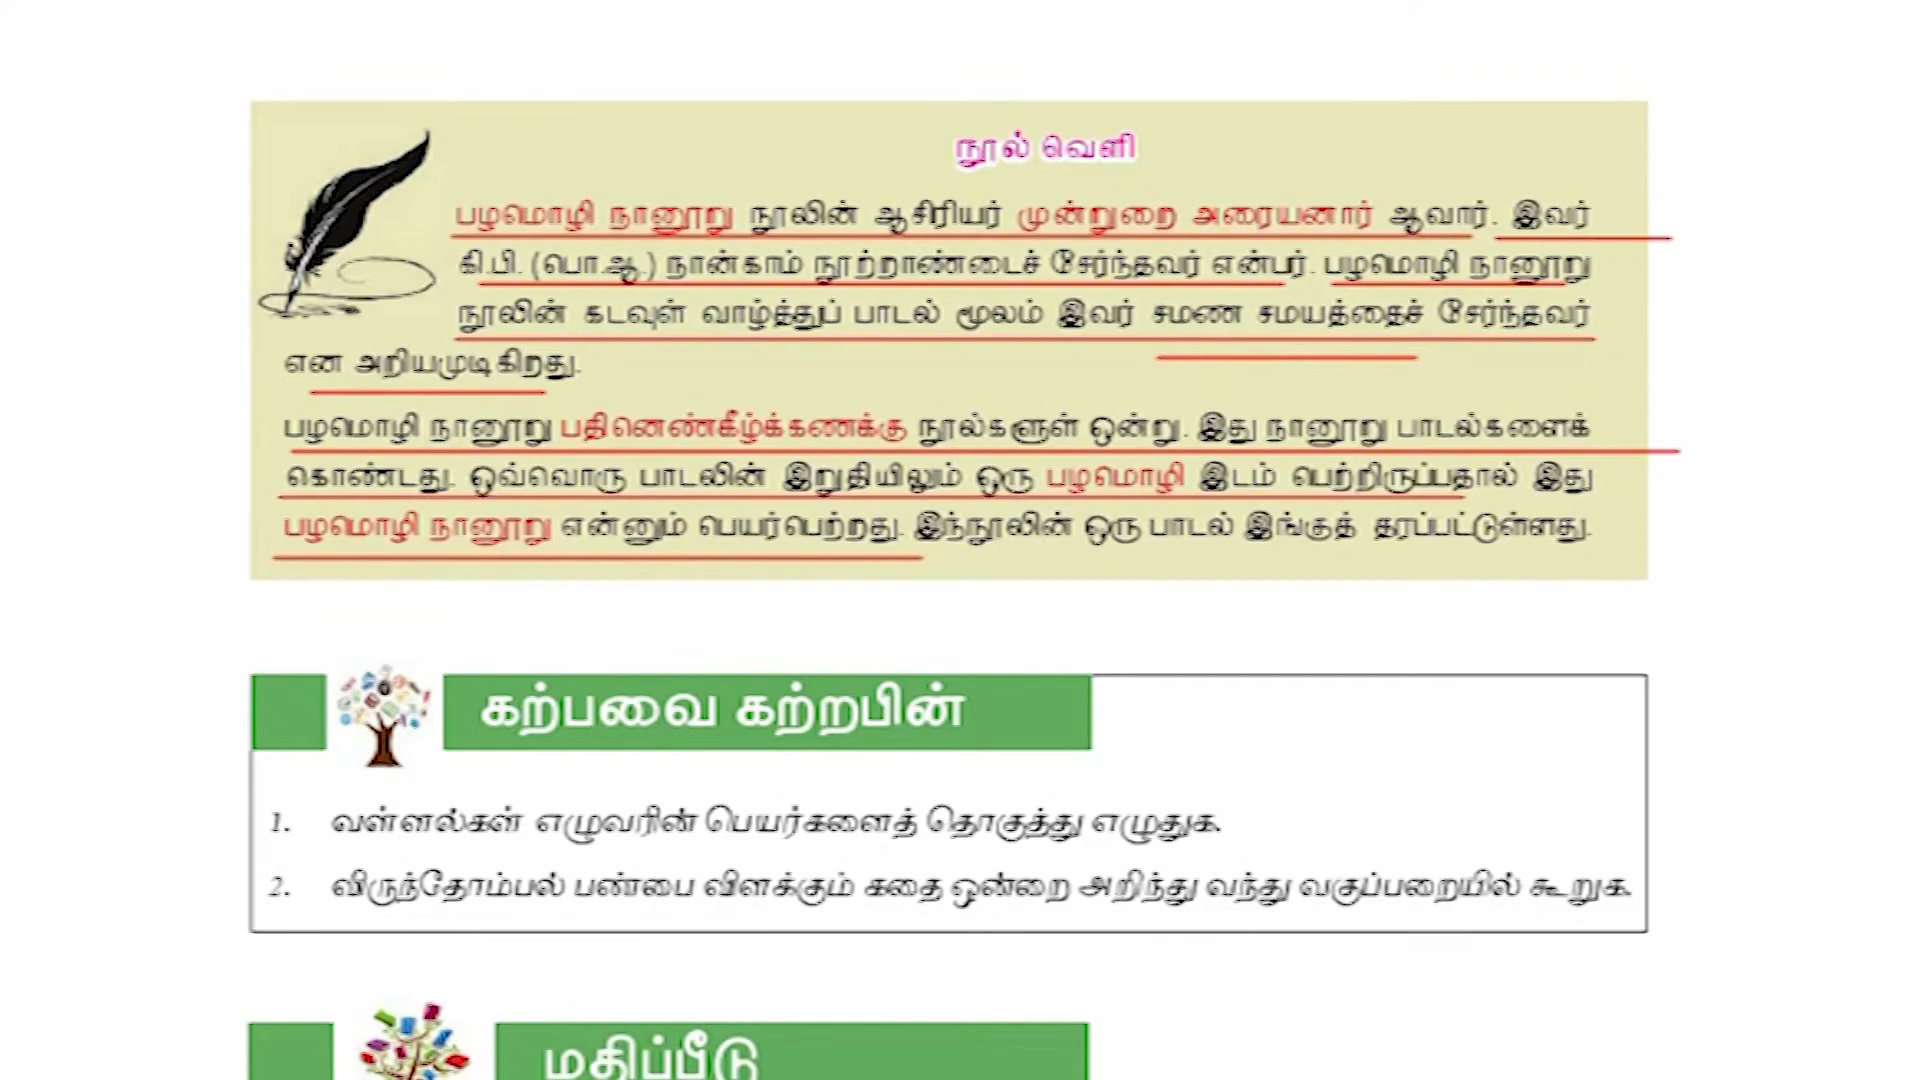 நூல் வெளி
பழமொழி நானூறு நூலின் ஆசிரியர் முன்றுறை அரையனார் ஆவார். இவர்
கி.பி. (பொ.ஆ.) நான்காம் நூற்றாண்டைச் சேர்ந்தவர் என்பர். பழமொழி நானூறு
நூலின் கடவுள் வாழ்த்துப் பாடல் மூலம் இவர் சமண சமயத்தைச் சேர்ந்தவர்
என அறியமுடிகிறது.
பழமொழி நானூறு பதினெண்கீழ்க்கணக்கு நூல்களுள் ஒன்று. இது நானூறு பாடல்களைக்
கொண்டது. ஒவ்வொரு பாடலின் இறுதியிலும் ஒரு பழமொழி இடம் பெற்றிருப்பதால் இது
பழமொழி நானூறு என்னும் பெயர்பெற்றது. இந்நூலின் ஒரு பாடல் இங்குத் தரப்பட்டுள்ளது.
கற்பவை கற்றபின்
1. வள்ளல்கள் எழுவரின் பெயர்களைத் தொகுத்து எழுதுக.
2. விருந்தோம்பல் பண்பை விளக்கும் கதை ஒன்றை அறிந்து வந்து வகுப்பறையில் கூறுக.
மதிப்பீடு